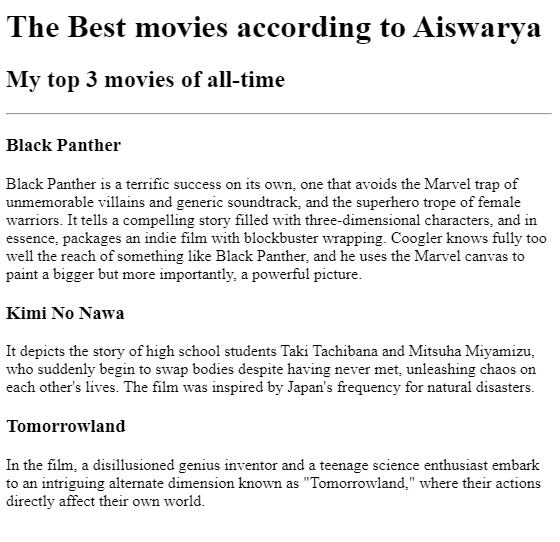 The Best movies according to Aiswarya
My top 3 movies of all-time
Black Panther
Black Panther is a terrific success on its own, one that avoids the Marvel trap of
unmemorable villains and generic soundtrack, and the superhero trope of female
warriors. It tells a compelling story filled with three-dimensional characters, and in
essence, packages an indie film with blockbuster wrapping. Coogler knows fully too
well the reach of something like Black Panther, and he uses the Marvel canvas to
paint a bigger but more importantly, a powerful picture.
Kimi No Nawa
It depicts the story of high school students Taki Tachibana and Mitsuha Miyamizu,
who suddenly begin to swap bodies despite having never met, unleashing chaos on
each other's lives. The film was inspired by Japan's frequency for natural disasters.
Tomorrowland
In the film, a disillusioned genius inventor and a teenage science enthusiast embark
to an intriguing alternate dimension known as "Tomorrowland," where their actions
directly affect their own world.